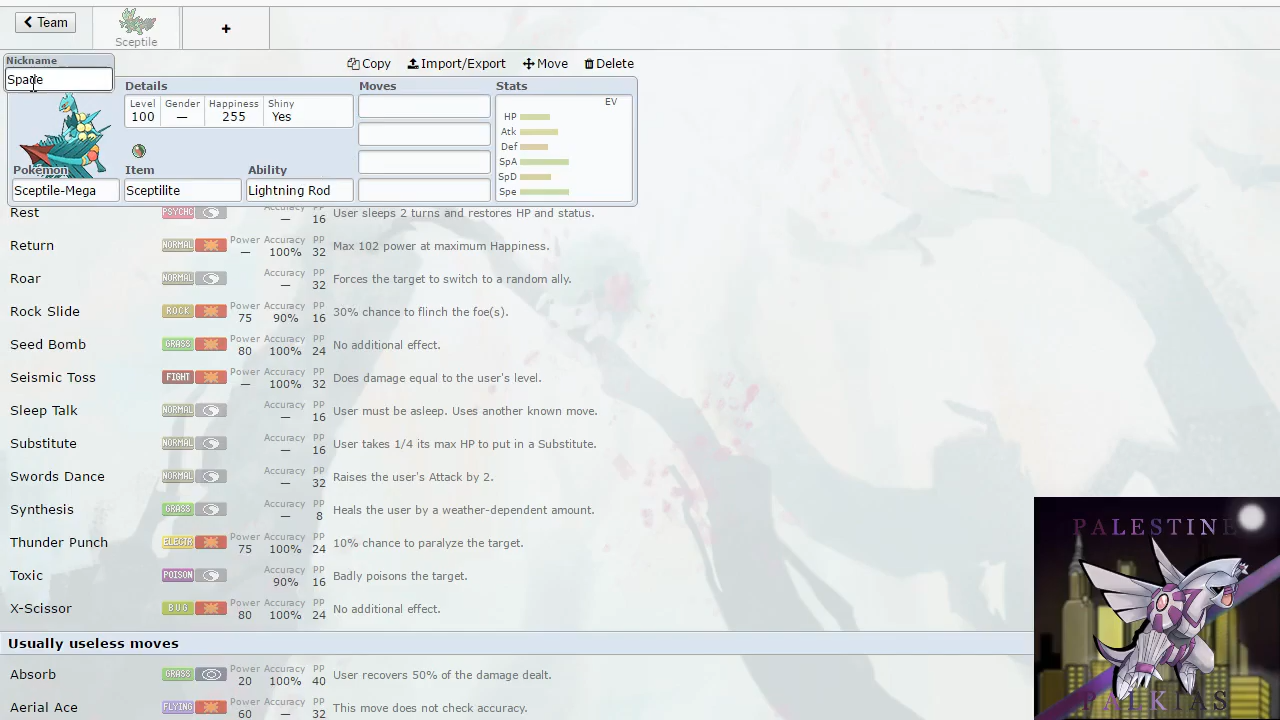 Team
Sceptile
+
Nickname
Spade
Copy Import/Export Move Delete
Details
Level Gender Happiness Shiny
100 — 255 Yes
Moves
Stats
EV
HP
Atk
Def
SpA
SpD
Spe
Pokémon Item Ability
Sceptile-Mega Sceptilite Lightning Rod
Rest PSYCHC Accuracy — PP 16 User sleeps 2 turns and restores HP and status.
Return NORMAL Power — Accuracy 100% PP 32 Max 102 power at maximum Happiness.
Roar NORMAL Accuracy — PP 32 Forces the target to switch to a random ally.
Rock Slide ROCK Power 75 Accuracy 90% PP 16 30% chance to flinch the foe(s).
Seed Bomb GRASS Power 80 Accuracy 100% PP 24 No additional effect.
Seismic Toss FIGHT Power — Accuracy 100% PP 32 Does damage equal to the user's level.
Sleep Talk NORMAL Accuracy — PP 16 User must be asleep. Uses another known move.
Substitute NORMAL Accuracy — PP 16 User takes 1/4 its max HP to put in a Substitute.
Swords Dance NORMAL Accuracy — PP 32 Raises the user's Attack by 2.
Synthesis GRASS Accuracy — PP 8 Heals the user by a weather-dependent amount.
Thunder Punch ELECTR Power 75 Accuracy 100% PP 24 10% chance to paralyze the target.
Toxic POISON Accuracy 90% PP 16 Badly poisons the target.
X-Scissor BUG Power 80 Accuracy 100% PP 24 No additional effect.
Usually useless moves
Absorb GRASS Power 20 Accuracy 100% PP 40 User recovers 50% of the damage dealt.
Aerial Ace FLYING Power 60 Accuracy — PP 32 This move does not check accuracy.
PALESTINE
PALKIAS